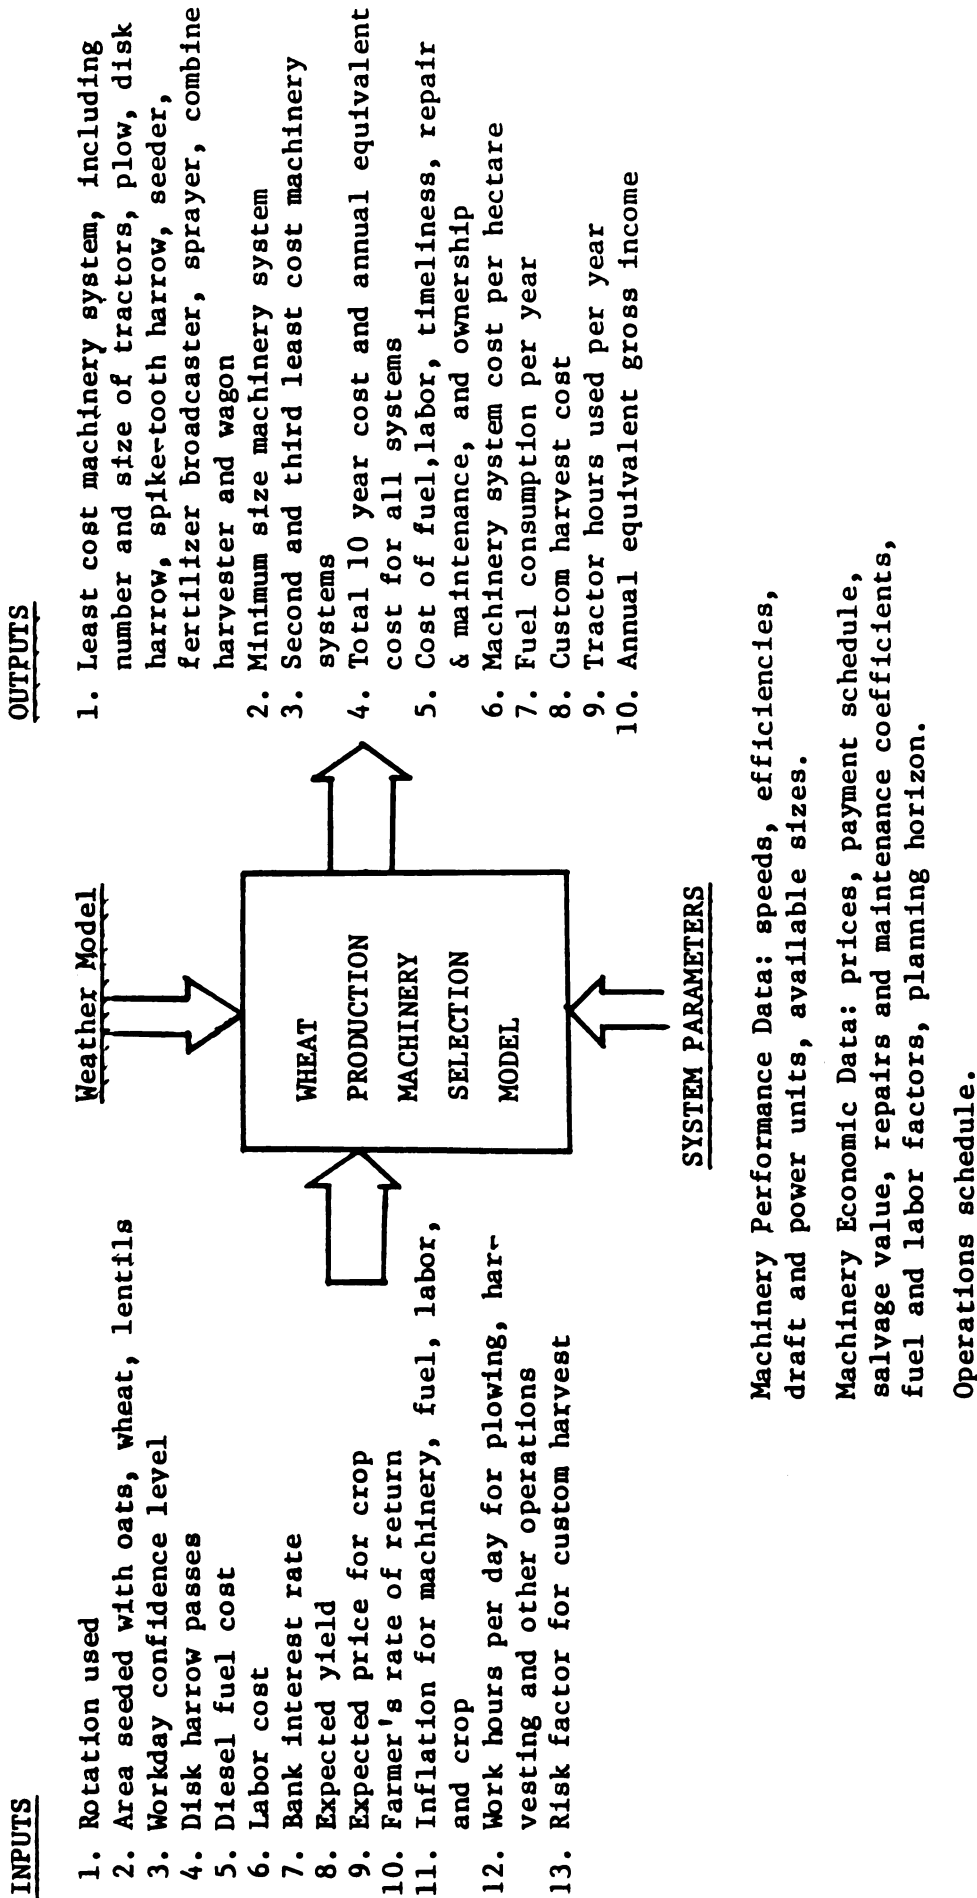 INPUTS
1. Rotation used
2. Area seeded with oats, wheat, lentils
3. Workday confidence level
4. Disk harrow passes
5. Diesel fuel cost
6. Labor cost
7. Bank interest rate
8. Expected yield
9. Expected price for crop
10. Farmer's rate of return
11. Inflation for machinery, fuel, labor,
and crop
12. Work hours per day for plowing, har-
vesting and other operations
13. Risk factor for custom harvest
Weather Model
WHEAT
PRODUCTION
MACHINERY
SELECTION
MODEL
OUTPUTS
1. Least cost machinery system, including
number and size of tractors, plow, disk
harrow, spike-tooth harrow, seeder,
fertilizer broadcaster, sprayer, combine
harvester and wagon
2. Minimum size machinery system
3. Second and third least cost machinery
systems
4. Total 10 year cost and annual equivalent
cost for all systems
5. Cost of fuel,labor, timeliness, repair
& maintenance, and ownership
6. Machinery system cost per hectare
7. Fuel consumption per year
8. Custom harvest cost
9. Tractor hours used per year
10. Annual equivalent gross income
SYSTEM PARAMETERS
Machinery Performance Data: speeds, efficiencies,
draft and power units, available sizes.
Machinery Economic Data: prices, payment schedule,
salvage value, repairs and maintenance coefficients,
fuel and labor factors, planning horizon.
Operations schedule.